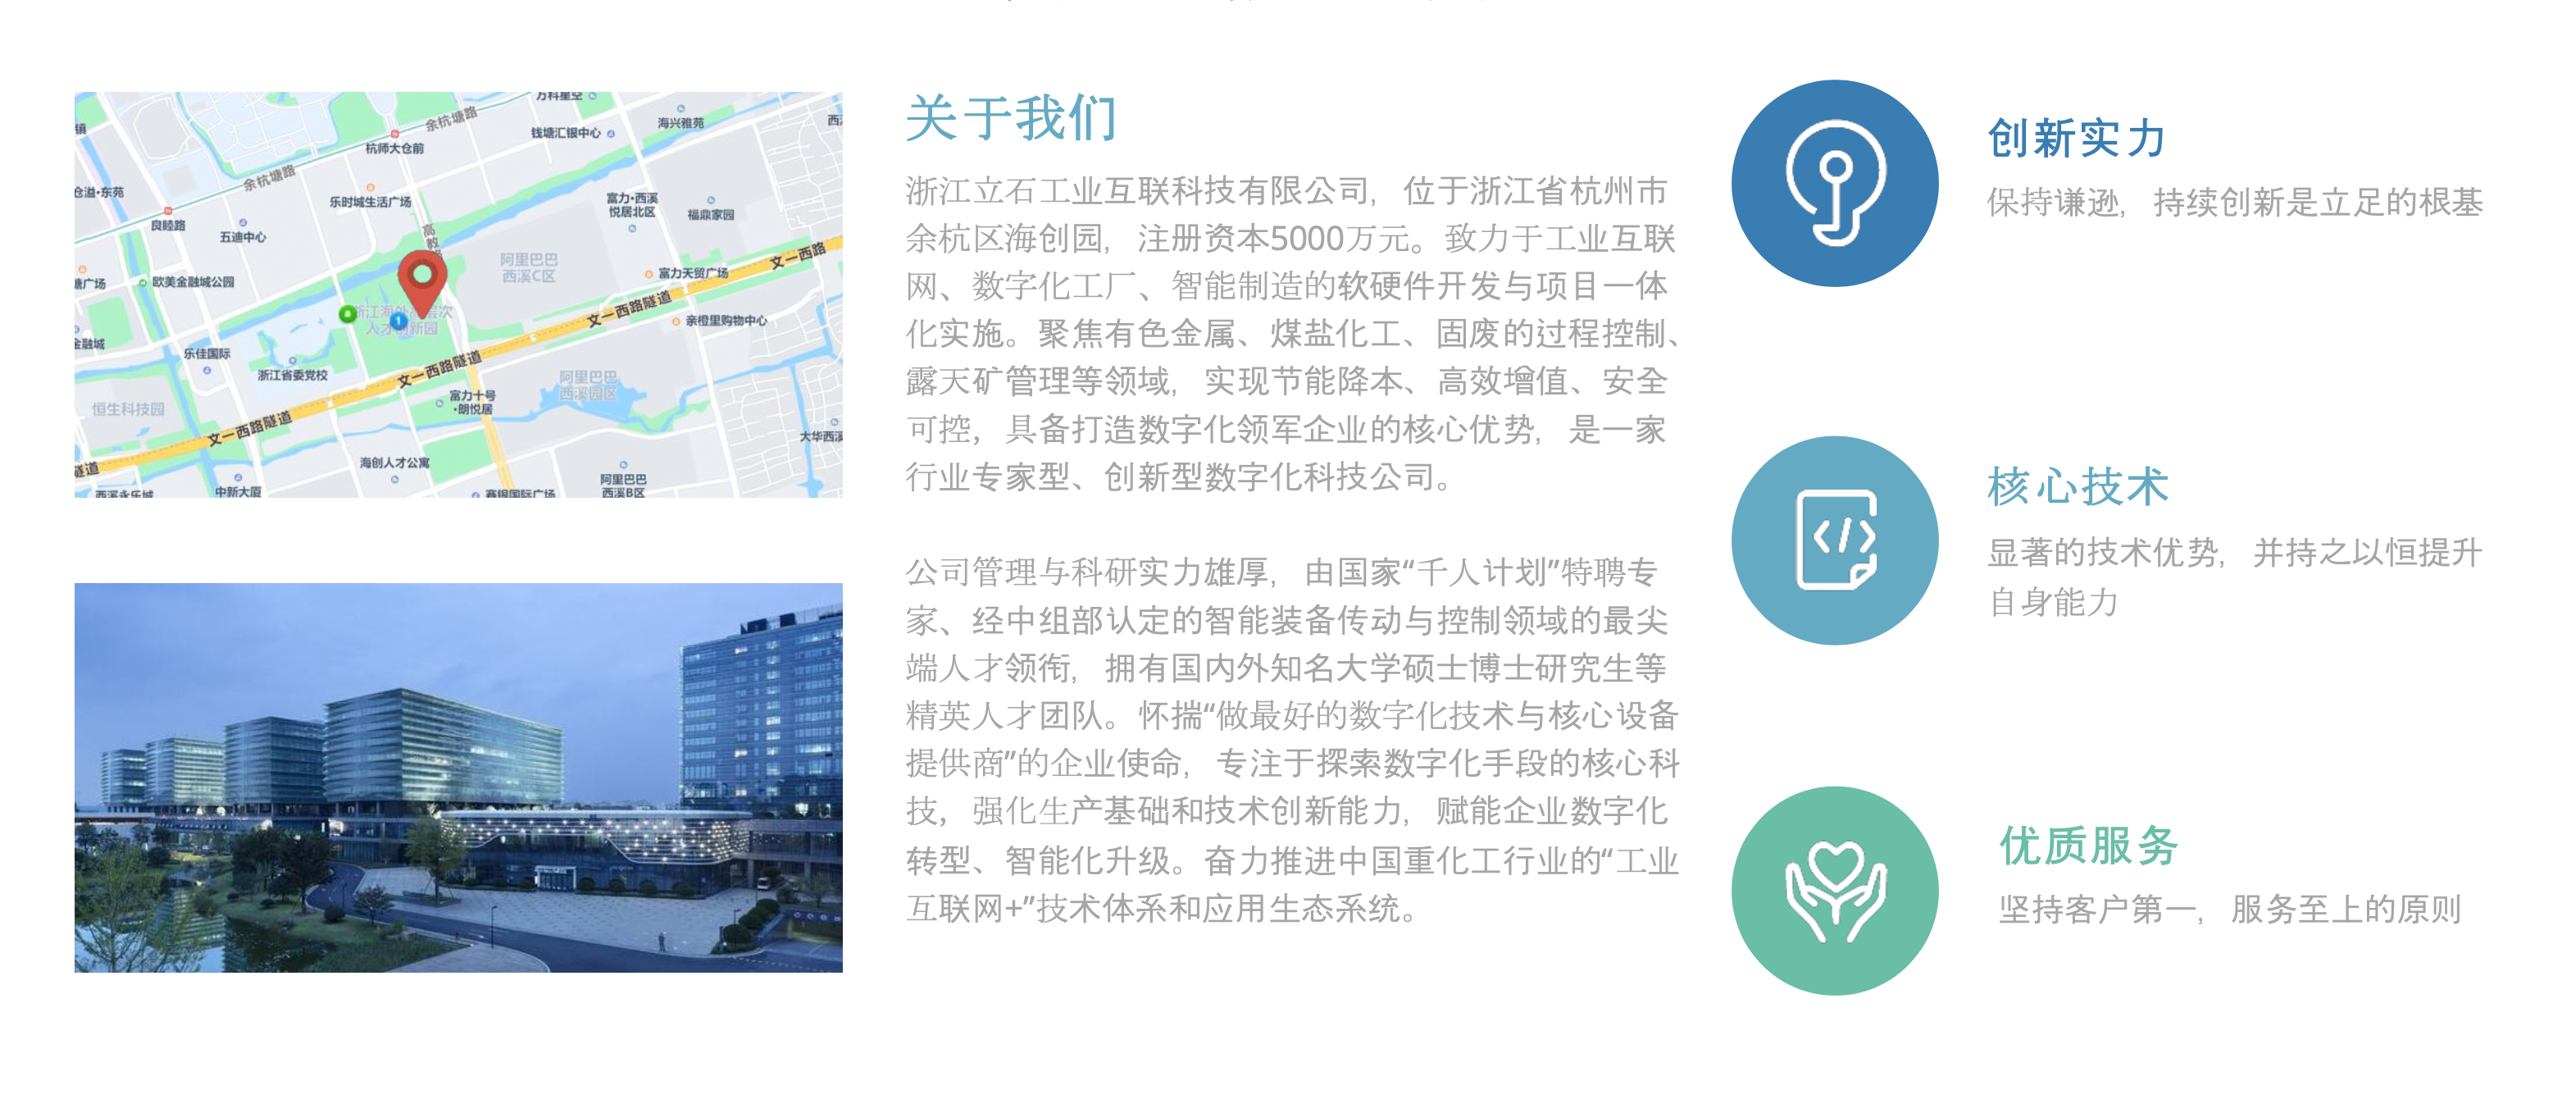 万科星空
余杭塘路
海兴雅苑
钱塘汇银中心
杭师大仓前
余杭塘路
仓溢·东苑
乐时城生活广场
富力·西溪
悦居北区
福鼎家园
良睦路
五迪中心
高教路
阿里巴巴
西溪C区
文一西路
富力天贸广场
欧美金融城公园
文一西路隧道
亲橙里购物中心
人才创新园
金融城
乐佳国际
浙江省委党校
文一西路隧道
阿里巴巴
西溪园区
富力十号
·朗悦居
恒生科技园
文一西路隧道
大华西溪
隧道
海创人才公寓
阿里巴巴
西溪B区
西溪永乐城
中新大厦
赛银国际广场
关于我们
浙江立石工业互联科技有限公司，位于浙江省杭州市
余杭区海创园，注册资本5000万元。致力于工业互联
网、数字化工厂、智能制造的软硬件开发与项目一体
化实施。聚焦有色金属、煤盐化工、固废的过程控制、
露天矿管理等领域，实现节能降本、高效增值、安全
可控，具备打造数字化领军企业的核心优势，是一家
行业专家型、创新型数字化科技公司。
公司管理与科研实力雄厚，由国家“千人计划”特聘专
家、经中组部认定的智能装备传动与控制领域的最尖
端人才领衔，拥有国内外知名大学硕士博士研究生等
精英人才团队。怀揣“做最好的数字化技术与核心设备
提供商”的企业使命，专注于探索数字化手段的核心科
技，强化生产基础和技术创新能力，赋能企业数字化
转型、智能化升级。奋力推进中国重化工行业的“工业
互联网+”技术体系和应用生态系统。
创新实力
保持谦逊，持续创新是立足的根基
核心技术
显著的技术优势，并持之以恒提升
自身能力
优质服务
坚持客户第一，服务至上的原则